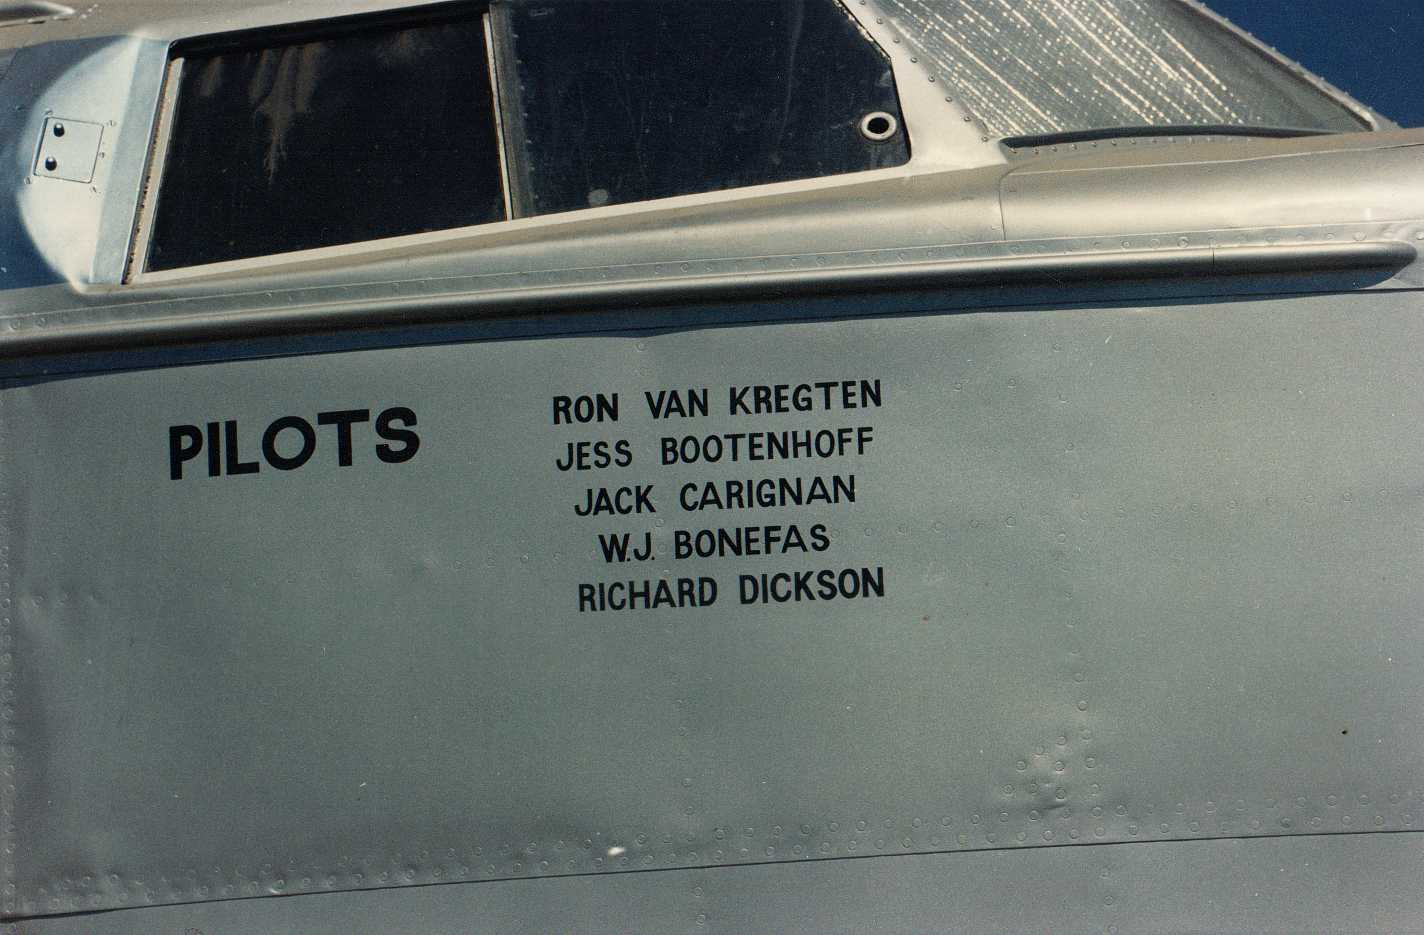 PILOTS
RON VAN KREGTEN
JESS BOOTENHOFF
JACK CARIGNAN
W.J. BONEFAS
RICHARD DICKSON